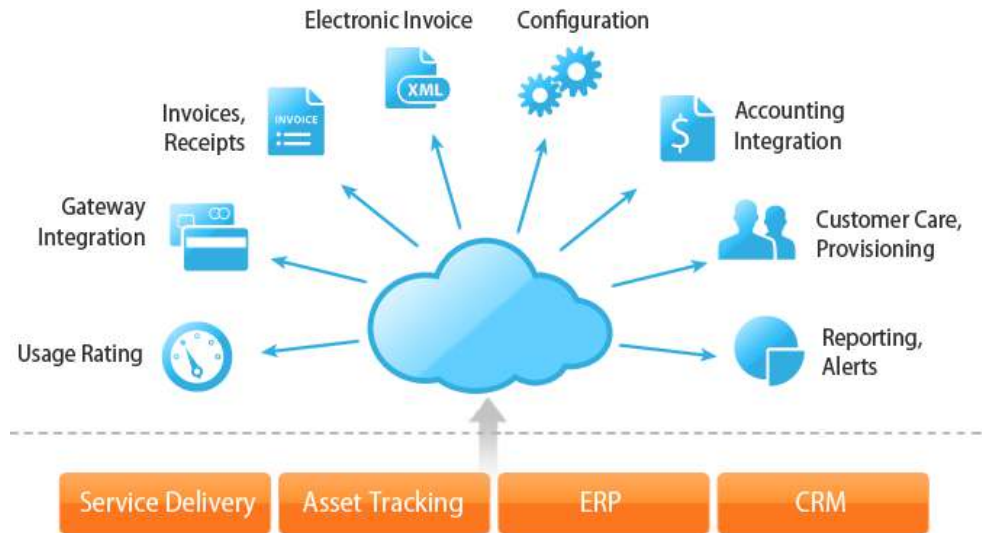 Electronic Invoice
Configuration
XML
Invoices,
Receipts
INVOICE
$
Accounting
Integration
Gateway
Integration
Customer Care,
Provisioning
Usage Rating
Reporting,
Alerts
Service Delivery
Asset Tracking
ERP
CRM